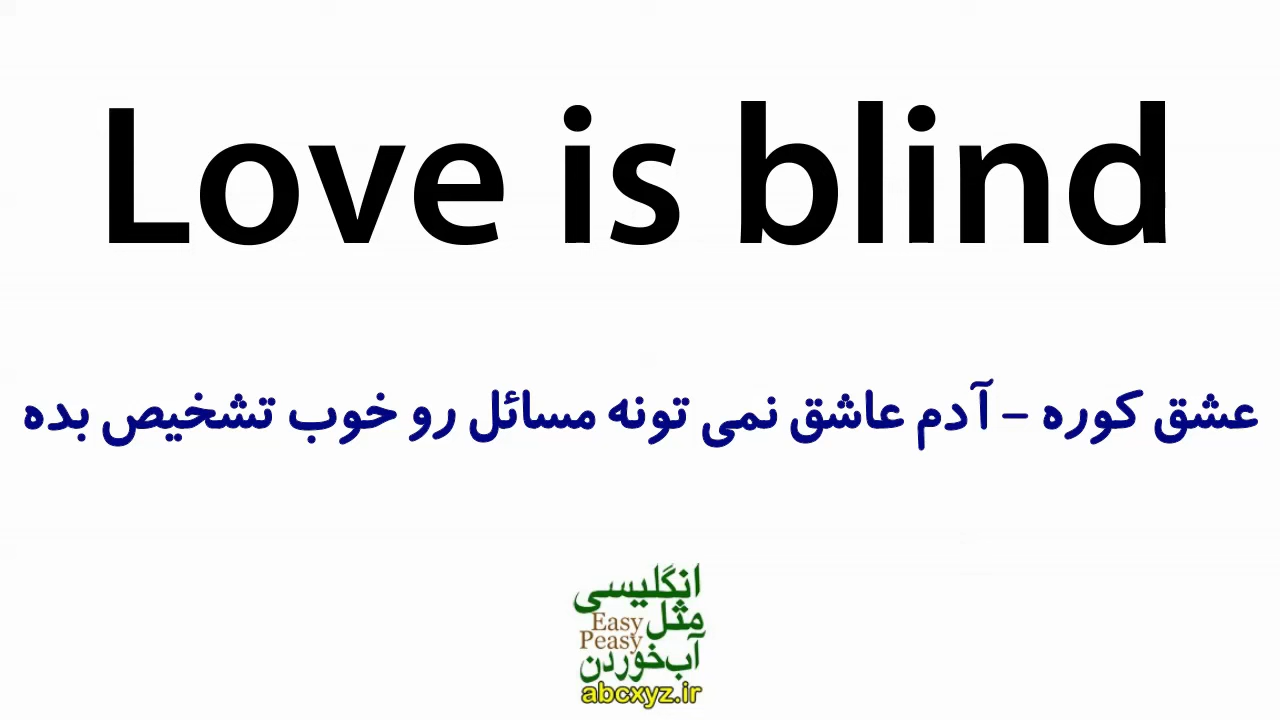 Love is blind
عشق کوره – آدم عاشق نمی تونه مسائل رو خوب تشخیص بده
انگلیسی
مثل
Easy
Peasy
آب‌خوردن
abcxyz.ir